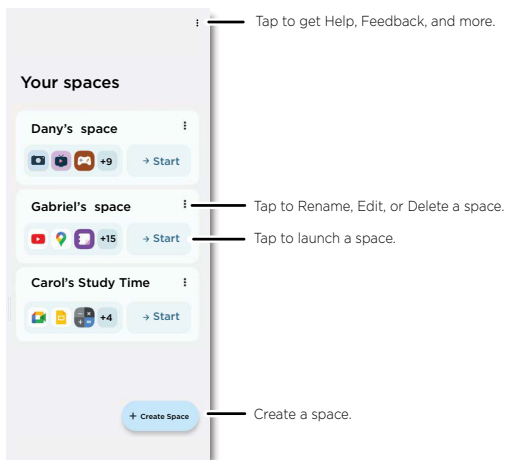 Tap to get Help, Feedback, and more.
Your spaces
Dany's space
+9
→ Start
Gabriel's space
Tap to Rename, Edit, or Delete a space.
+15
→ Start
Tap to launch a space.
Carol's Study Time
+4
→ Start
+ Create Space
Create a space.